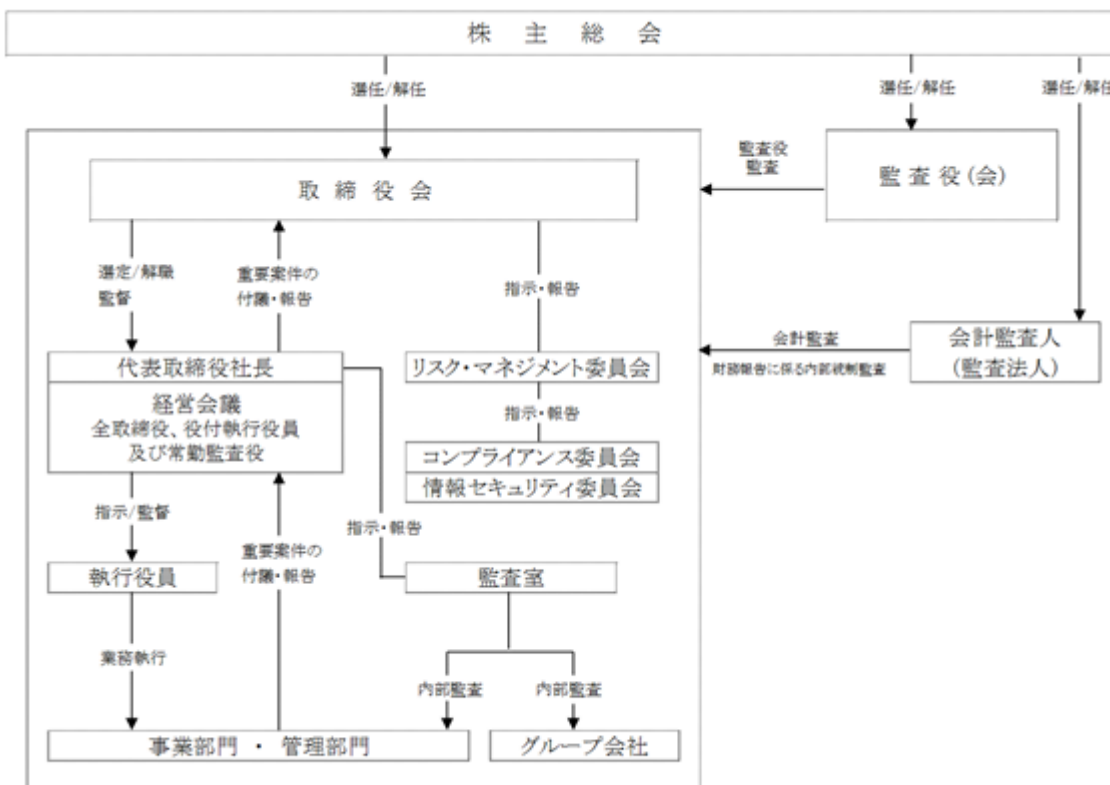 株主総会
選任/解任
選任/解任
選任/解任
監査役
監査
監査役(会)
取締役会
選定/解職
監督
重要案件の
付議・報告
指示・報告
会計監査
財務報告に係る内部統制監査
会計監査人
(監査法人)
代表取締役社長
経営会議
全取締役、役付執行役員
及び常勤監査役
リスク・マネジメント委員会
指示・報告
コンプライアンス委員会
情報セキュリティ委員会
指示/監督
重要案件の
付議・報告
指示・報告
執行役員
監査室
業務執行
内部監査
内部監査
事業部門・管理部門
グループ会社